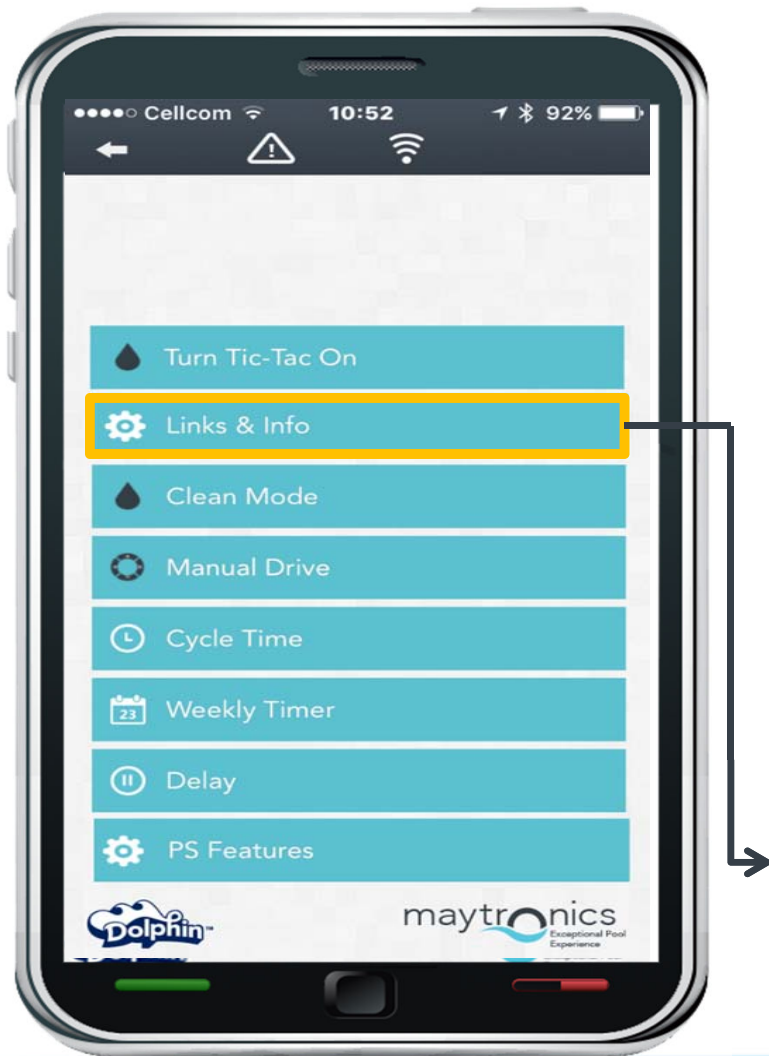 Cellcom 10:52 92%
Turn Tic-Tac On
Links & Info
Clean Mode
Manual Drive
Cycle Time
23 Weekly Timer
Delay
PS Features
Dolphin maytronics
Exceptional Pool
Experience